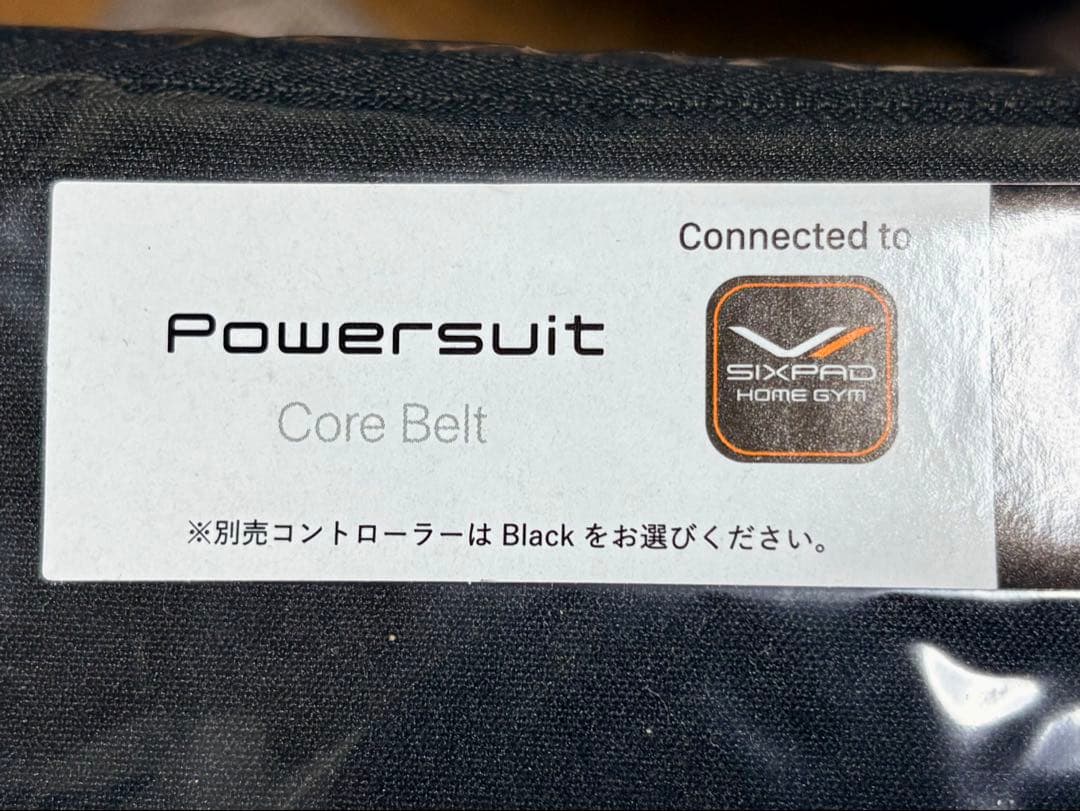 Connected to
Powersuit
Core Belt
SIXPAD
HOME GYM
※別売コントローラーは Black をお選びください。